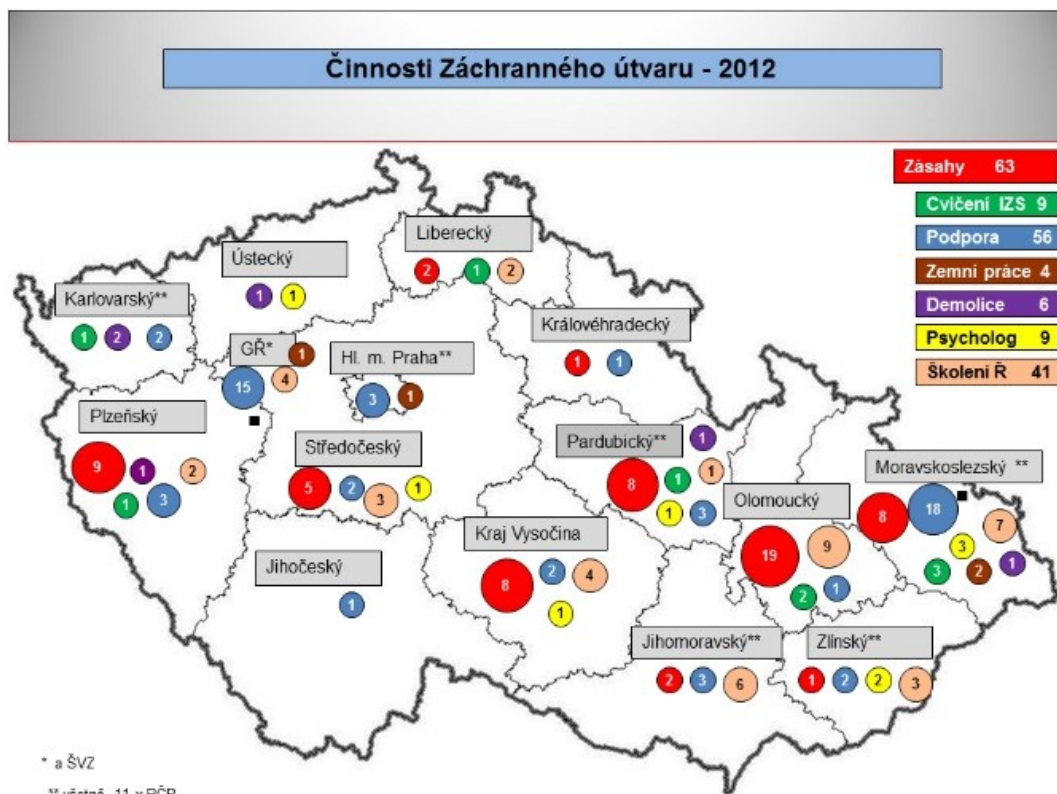 Činnosti Záchranného útvaru - 2012
Zásahy 63
Cvičení IZS 9
Podpora 56
Zemní práce 4
Demolice 6
Psycholog 9
Školení Ř 41
Liberecký
2 1 2
Ústecký
1 1
Karlovarský**
1 2 2
Královéhradecký
1 1
GŘ*
1
15 4
Hl. m. Praha**
3 1
Plzeňský
9 1 2
1 3
Středočeský
5 2 3 1
Pardubický**
1
8 1 1
1 3
Moravskoslezský **
8 18 7
3
3 2 1
Olomoucký
19 9
2 1
Kraj Vysočina
8 2 4
1
Jihočeský
1
Jihomoravský**
2 3 6
Zlínský**
1 2 2 3
* a ŠVZ
** včetně 11 x PČR